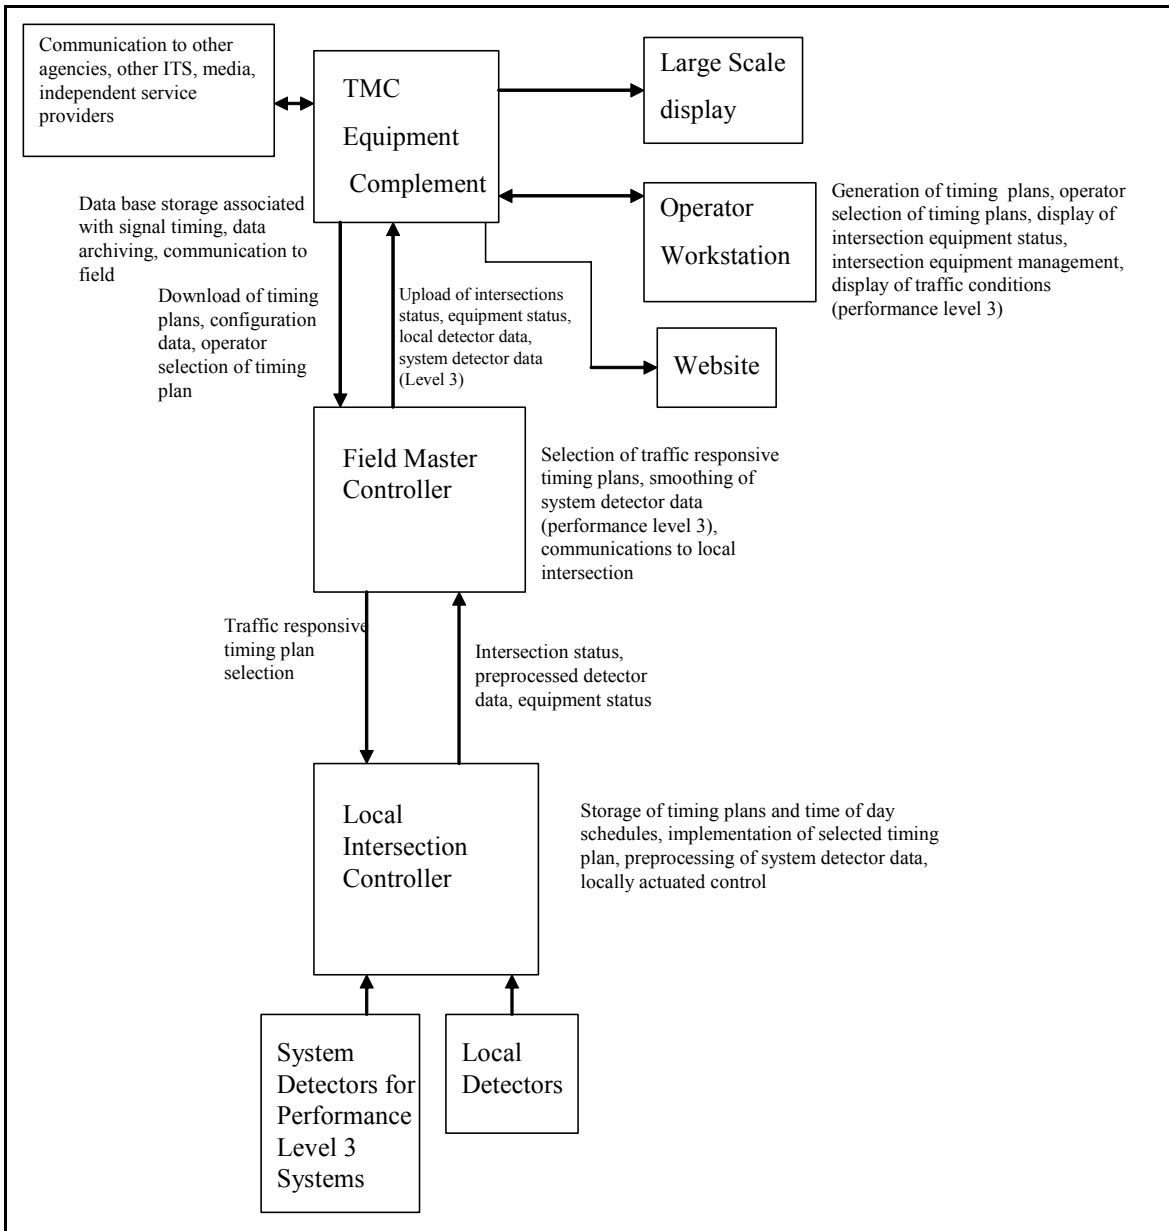 Communication to other
agencies, other ITS, media,
independent service
providers
TMC
Equipment
Complement
Large Scale
display
Operator
Workstation
Generation of timing plans, operator
selection of timing plans, display of
intersection equipment status,
intersection equipment management,
display of traffic conditions
(performance level 3)
Website
Data base storage associated
with signal timing, data
archiving, communication to
field
Download of timing
plans, configuration
data, operator
selection of timing
plan
Upload of intersections
status, equipment status,
local detector data,
system detector data
(Level 3)
Field Master
Controller
Selection of traffic responsive
timing plans, smoothing of
system detector data
(performance level 3),
communications to local
intersection
Traffic responsive
timing plan
selection
Intersection status,
preprocessed detector
data, equipment status
Local
Intersection
Controller
Storage of timing plans and time of day
schedules, implementation of selected timing
plan, preprocessing of system detector data,
locally actuated control
System
Detectors for
Performance
Level 3
Systems
Local
Detectors